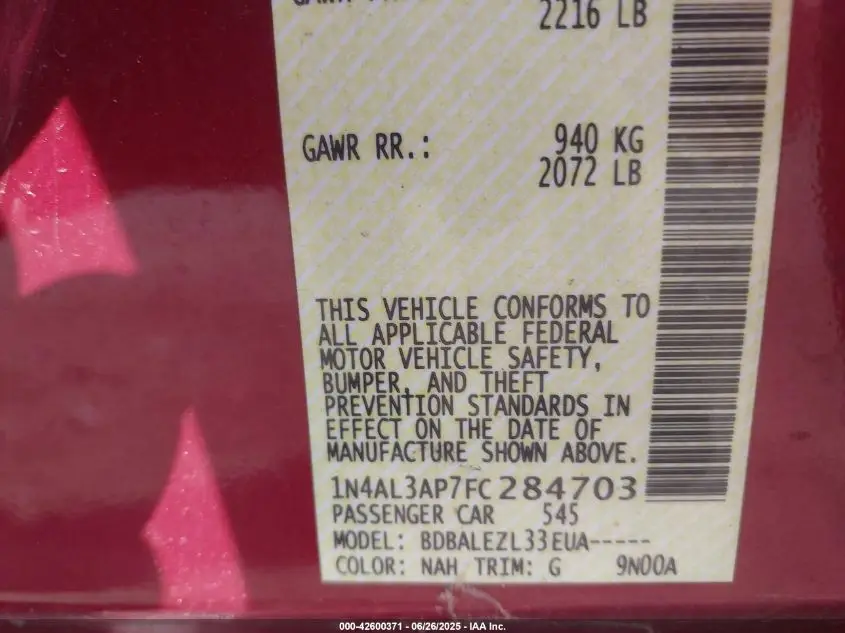 2216 LB
GAWR RR.: 940 KG
2072 LB
THIS VEHICLE CONFORMS TO
ALL APPLICABLE FEDERAL
MOTOR VEHICLE SAFETY,
BUMPER, AND THEFT
PREVENTION STANDARDS IN
EFFECT ON THE DATE OF
MANUFACTURE SHOWN ABOVE.
1N4AL3AP7FC284703
PASSENGER CAR 545
MODEL: BDBALEZL33EUA-----
COLOR: NAH TRIM: G 9N00A
000-42600371 - 06/26/2025 - IAA Inc.